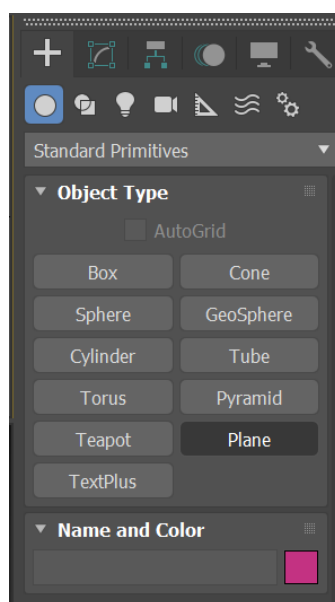 Standard Primitives
Object Type
AutoGrid
Box Cone
Sphere GeoSphere
Cylinder Tube
Torus Pyramid
Teapot Plane
TextPlus
Name and Color